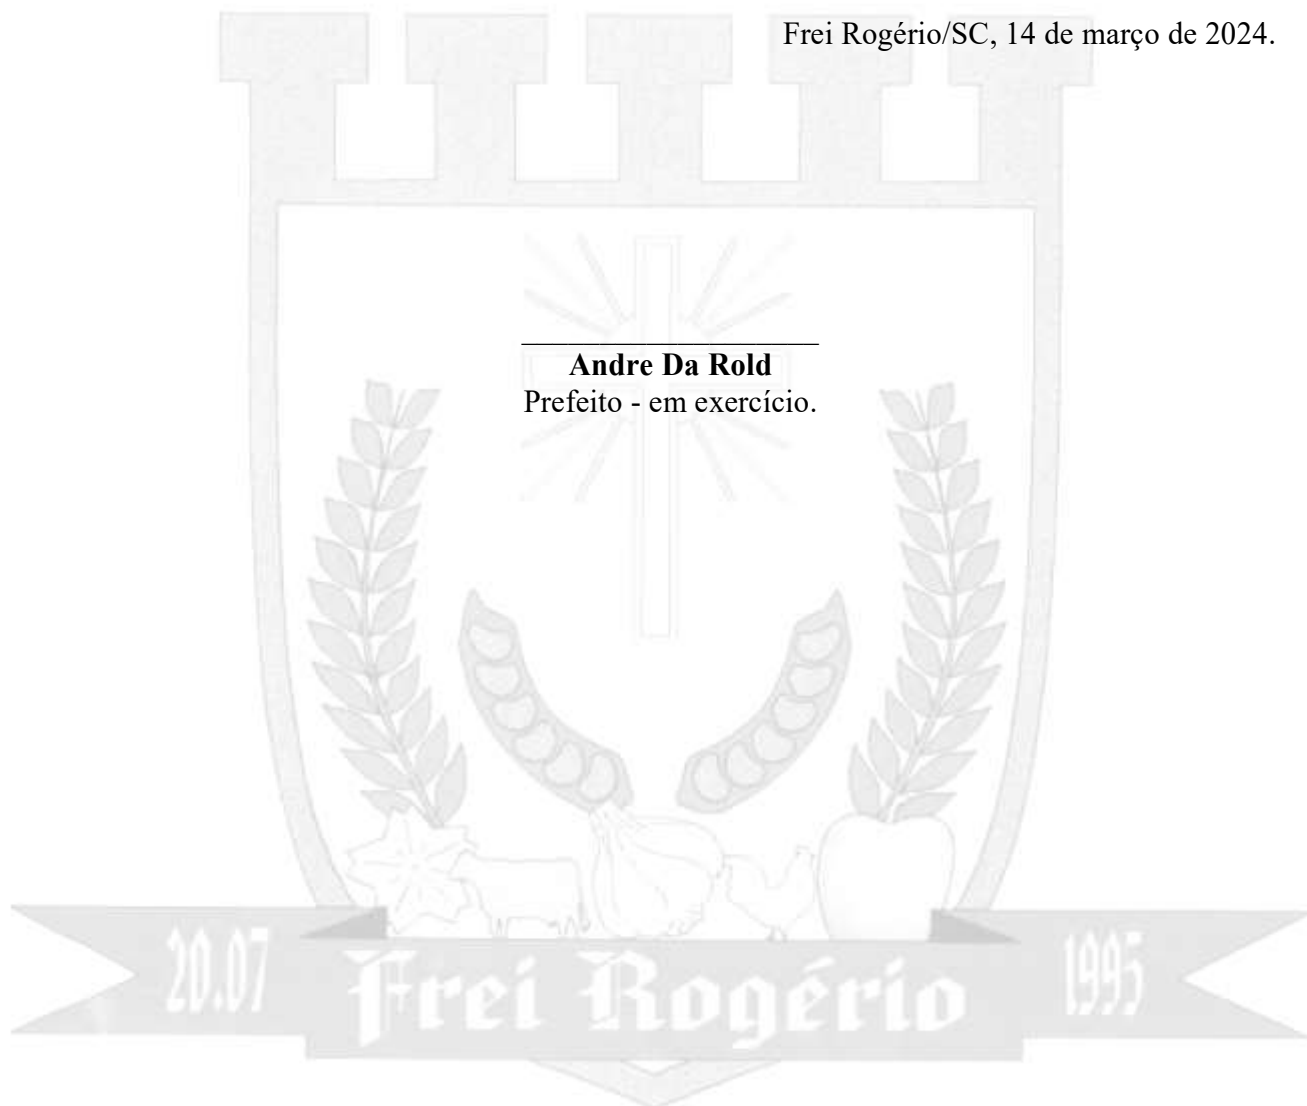 Frei Rogério/SC, 14 de março de 2024.
Andre Da Rold
Prefeito - em exercício.
20.07
Frei Rogério
1995